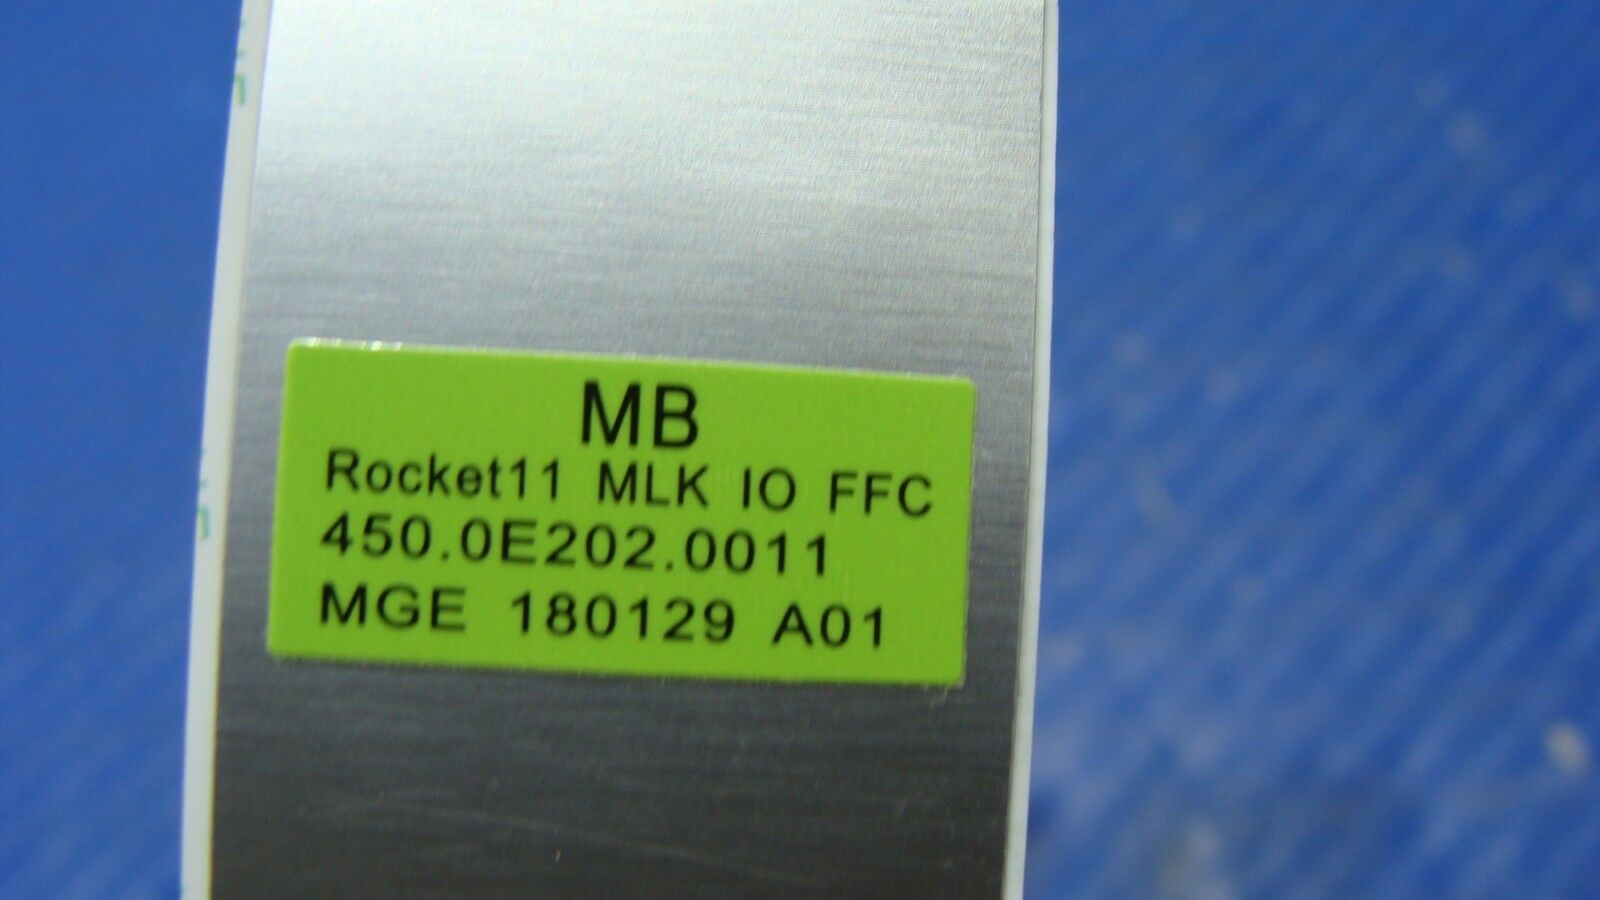 MB
Rocket11 MLK IO FFC
450.0E202.0011
MGE 180129 A01